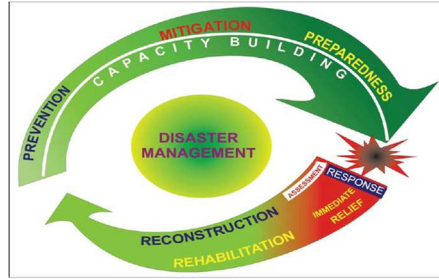 PREVENTION
MITIGATION
PREPAREDNESS
CAPACITY BUILDING
DISASTER
MANAGEMENT
RESPONSE
ASSESSMENT
IMMEDIATE
RELIEF
RECONSTRUCTION
REHABILITATION